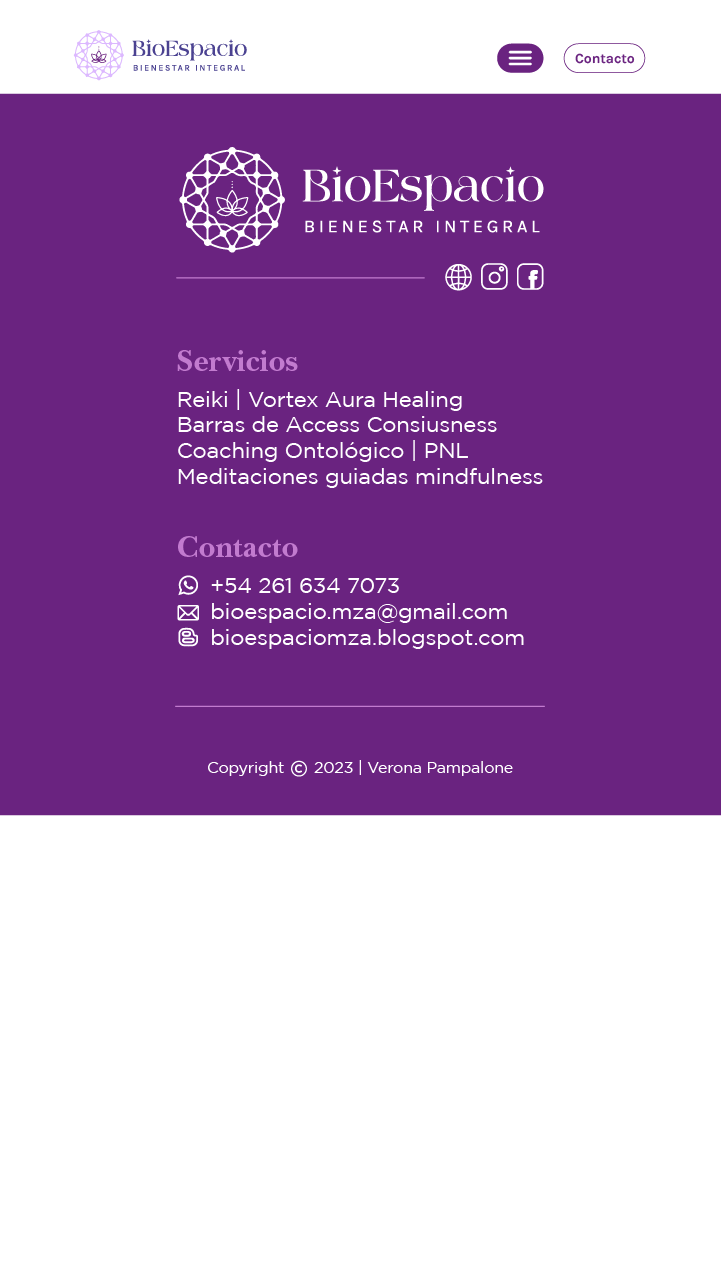 BioEspacio
BIENESTAR INTEGRAL
Contacto
BioEspacio
BIENESTAR INTEGRAL
Servicios
Reiki | Vortex Aura Healing
Barras de Access Consiusness
Coaching Ontológico | PNL
Meditaciones guiadas mindfulness
Contacto
+54 261 634 7073
bioespacio.mza@gmail.com
bioespaciomza.blogspot.com
Copyright © 2023 | Verona Pampalone